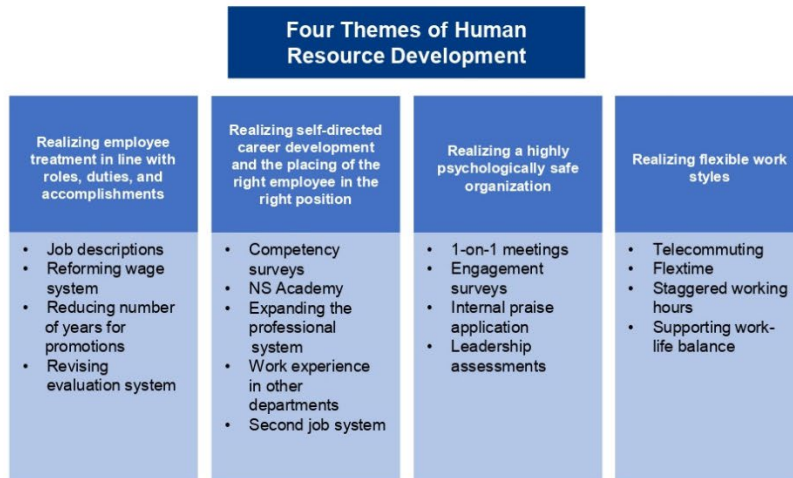 Four Themes of Human
Resource Development
Realizing employee
treatment in line with
roles, duties, and
accomplishments
• Job descriptions
• Reforming wage
system
• Reducing number
of years for
promotions
• Revising
evaluation system
Realizing self-directed
career development
and the placing of the
right employee in the
right position
• Competency
surveys
• NS Academy
• Expanding the
professional
system
• Work experience
in other
departments
• Second job system
Realizing a highly
psychologically safe
organization
• 1-on-1 meetings
• Engagement
surveys
• Internal praise
application
• Leadership
assessments
Realizing flexible work
styles
• Telecommuting
• Flextime
• Staggered working
hours
• Supporting work-
life balance